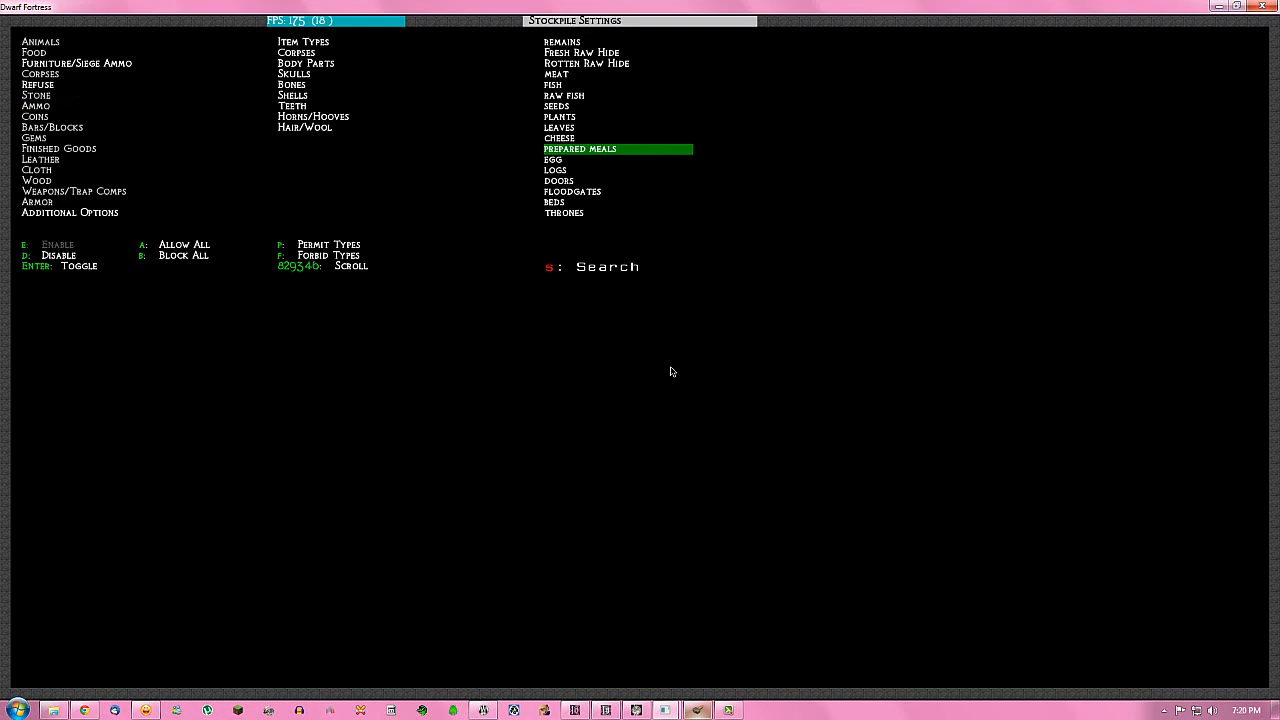 Dwarf Fortress
FPS: 175 (18 )
Stockpile Settings
Animals
Food
Furniture/Siege Ammo
Corpses
Refuse
Stone
Ammo
Coins
Bars/Blocks
Gems
Finished Goods
Leather
Cloth
Wood
Weapons/Trap Comps
Armor
Additional Options
Item Types
Corpses
Body Parts
Skulls
Bones
Shells
Teeth
Horns/Hooves
Hair/Wool
remains
Fresh Raw Hide
Rotten Raw Hide
meat
fish
raw fish
seeds
plants
leaves
cheese
prepared meals
egg
logs
doors
floodgates
beds
thrones
e: Enable a: Allow All p: Permit Types
d: Disable b: Block All f: Forbid Types
Enter: Toggle 829346: Scroll s: Search
7:20 PM